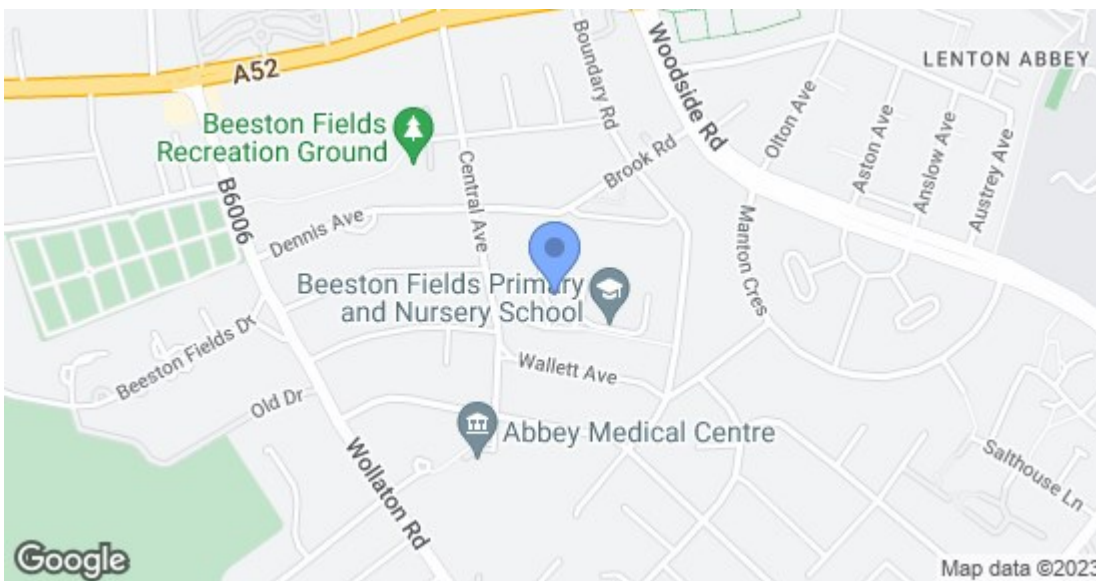 A52
Boundary Rd
Woodside Rd
LENTON ABBEY
Beeston Fields
Recreation Ground
Central Ave
Brook Rd
Olton Ave
Aston Ave
Anslow Ave
Austrey Ave
B6006
Dennis Ave
Manton Cres
Beeston Fields Primary
and Nursery School
Beeston Fields Dr
Wallett Ave
Old Dr
Abbey Medical Centre
Wollaton Rd
Salthouse Ln
Google
Map data ©2023